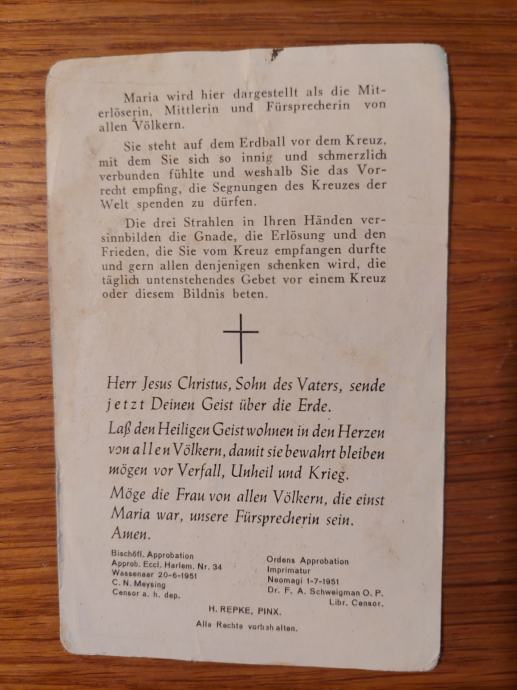 Maria wird hier dargestellt als die Mit-
erlöserin, Mittlerin und Fürsprecherin von
allen Völkern.
Sie steht auf dem Erdball vor dem Kreuz,
mit dem Sie sich so innig und schmerzlich
verbunden fühlte und weshalb Sie das Vor-
recht empfing, die Segnungen des Kreuzes der
Welt spenden zu dürfen.
Die drei Strahlen in Ihren Händen ver-
sinnbilden die Gnade, die Erlösung und den
Frieden, die Sie vom Kreuz empfangen durfte
und gern allen denjenigen schenken wird, die
täglich untenstehendes Gebet vor einem Kreuz
oder diesem Bildnis beten.
Herr Jesus Christus, Sohn des Vaters, sende
jetzt Deinen Geist über die Erde.
Laß den Heiligen Geist wohnen in den Herzen
von allen Völkern, damit sie bewahrt bleiben
mögen vor Verfall, Unheil und Krieg.
Möge die Frau von allen Völkern, die einst
Maria war, unsere Fürsprecherin sein.
Amen.
Bischöfl. Approbation
Approb. Eccl. Harlem. Nr. 34
Wassenaer 20-6-1951
C. N. Meysing
Censor a. h. dep.
Ordens Approbation
Imprimatur
Neomagi 1-7-1951
Dr. F. A. Schweigman O. P.
Libr. Censor.
H. REPKE, PINX.
Alle Rechte vorbehalten.